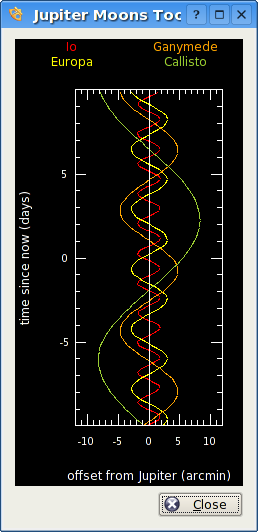 Jupiter Moons Toc
Io Ganymede
Europa Callisto
5
0
-5
time since now (days)
-10 -5 0 5 10
offset from Jupiter (arcmin)
Close